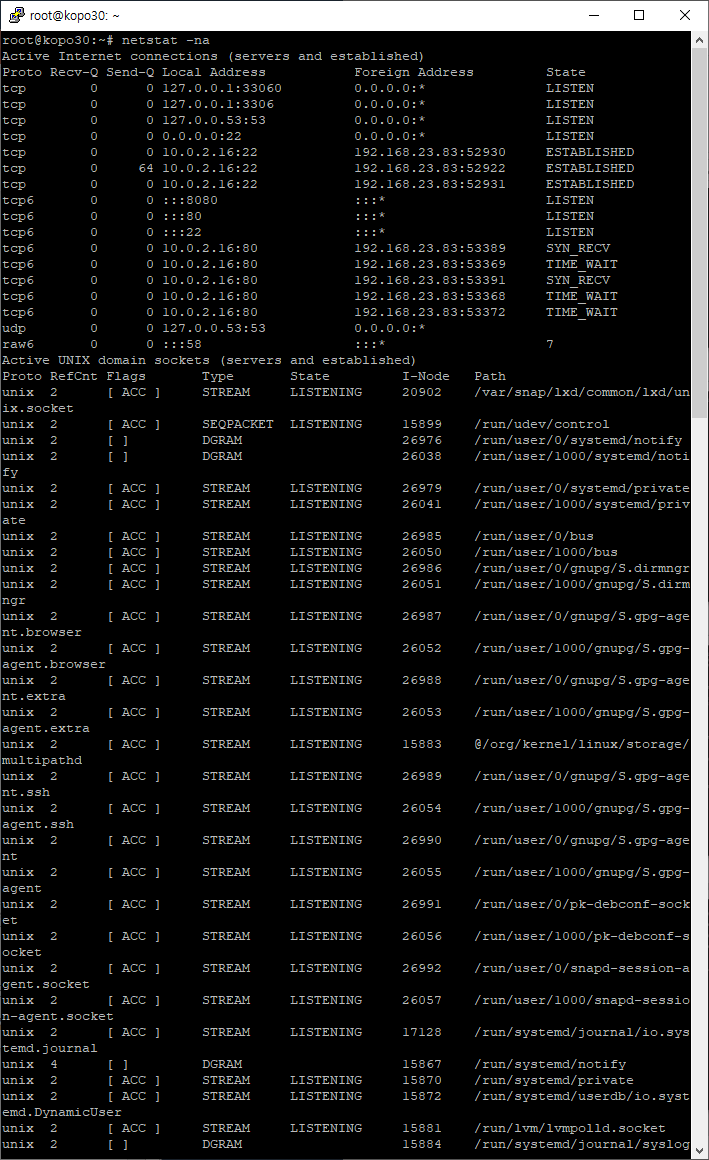 root@kopo30: ~
root@kopo30:~# netstat -na
Active Internet connections (servers and established)
Proto Recv-Q Send-Q Local Address           Foreign Address         State
tcp        0      0 127.0.0.1:33060         0.0.0.0:*               LISTEN
tcp        0      0 127.0.0.1:3306          0.0.0.0:*               LISTEN
tcp        0      0 127.0.0.53:53           0.0.0.0:*               LISTEN
tcp        0      0 0.0.0.0:22              0.0.0.0:*               LISTEN
tcp        0      0 10.0.2.16:22            192.168.23.83:52930     ESTABLISHED
tcp        0     64 10.0.2.16:22            192.168.23.83:52922     ESTABLISHED
tcp        0      0 10.0.2.16:22            192.168.23.83:52931     ESTABLISHED
tcp6       0      0 :::8080                 :::*                    LISTEN
tcp6       0      0 :::80                   :::*                    LISTEN
tcp6       0      0 :::22                   :::*                    LISTEN
tcp6       0      0 10.0.2.16:80            192.168.23.83:53389     SYN_RECV
tcp6       0      0 10.0.2.16:80            192.168.23.83:53369     TIME_WAIT
tcp6       0      0 10.0.2.16:80            192.168.23.83:53391     SYN_RECV
tcp6       0      0 10.0.2.16:80            192.168.23.83:53368     TIME_WAIT
tcp6       0      0 10.0.2.16:80            192.168.23.83:53372     TIME_WAIT
udp        0      0 127.0.0.53:53           0.0.0.0:*
raw6       0      0 :::58                   :::*                    7
Active UNIX domain sockets (servers and established)
Proto RefCnt Flags       Type       State         I-Node   Path
unix  2      [ ACC ]     STREAM     LISTENING     20902    /var/snap/lxd/common/lxd/un
ix.socket
unix  2      [ ACC ]     SEQPACKET  LISTENING     15899    /run/udev/control
unix  2      [ ]         DGRAM                    26976    /run/user/0/systemd/notify
unix  2      [ ]         DGRAM                    26038    /run/user/1000/systemd/noti
fy
unix  2      [ ACC ]     STREAM     LISTENING     26979    /run/user/0/systemd/private
unix  2      [ ACC ]     STREAM     LISTENING     26041    /run/user/1000/systemd/priv
ate
unix  2      [ ACC ]     STREAM     LISTENING     26985    /run/user/0/bus
unix  2      [ ACC ]     STREAM     LISTENING     26050    /run/user/1000/bus
unix  2      [ ACC ]     STREAM     LISTENING     26986    /run/user/0/gnupg/S.dirmngr
unix  2      [ ACC ]     STREAM     LISTENING     26051    /run/user/1000/gnupg/S.dirm
ngr
unix  2      [ ACC ]     STREAM     LISTENING     26987    /run/user/0/gnupg/S.gpg-age
nt.browser
unix  2      [ ACC ]     STREAM     LISTENING     26052    /run/user/1000/gnupg/S.gpg-
agent.browser
unix  2      [ ACC ]     STREAM     LISTENING     26988    /run/user/0/gnupg/S.gpg-age
nt.extra
unix  2      [ ACC ]     STREAM     LISTENING     26053    /run/user/1000/gnupg/S.gpg-
agent.extra
unix  2      [ ACC ]     STREAM     LISTENING     15883    @/org/kernel/linux/storage/
multipathd
unix  2      [ ACC ]     STREAM     LISTENING     26989    /run/user/0/gnupg/S.gpg-age
nt.ssh
unix  2      [ ACC ]     STREAM     LISTENING     26054    /run/user/1000/gnupg/S.gpg-
agent.ssh
unix  2      [ ACC ]     STREAM     LISTENING     26990    /run/user/0/gnupg/S.gpg-age
nt
unix  2      [ ACC ]     STREAM     LISTENING     26055    /run/user/1000/gnupg/S.gpg-
agent
unix  2      [ ACC ]     STREAM     LISTENING     26991    /run/user/0/pk-debconf-sock
et
unix  2      [ ACC ]     STREAM     LISTENING     26056    /run/user/1000/pk-debconf-s
ocket
unix  2      [ ACC ]     STREAM     LISTENING     26992    /run/user/0/snapd-session-a
gent.socket
unix  2      [ ACC ]     STREAM     LISTENING     26057    /run/user/1000/snapd-sessio
n-agent.socket
unix  2      [ ACC ]     STREAM     LISTENING     17128    /run/systemd/journal/io.sys
temd.journal
unix  4      [ ]         DGRAM                    15867    /run/systemd/notify
unix  2      [ ACC ]     STREAM     LISTENING     15870    /run/systemd/private
unix  2      [ ACC ]     STREAM     LISTENING     15872    /run/systemd/userdb/io.syst
emd.DynamicUser
unix  2      [ ACC ]     STREAM     LISTENING     15881    /run/lvm/lvmpolld.socket
unix  2      [ ]         DGRAM                    15884    /run/systemd/journal/syslog